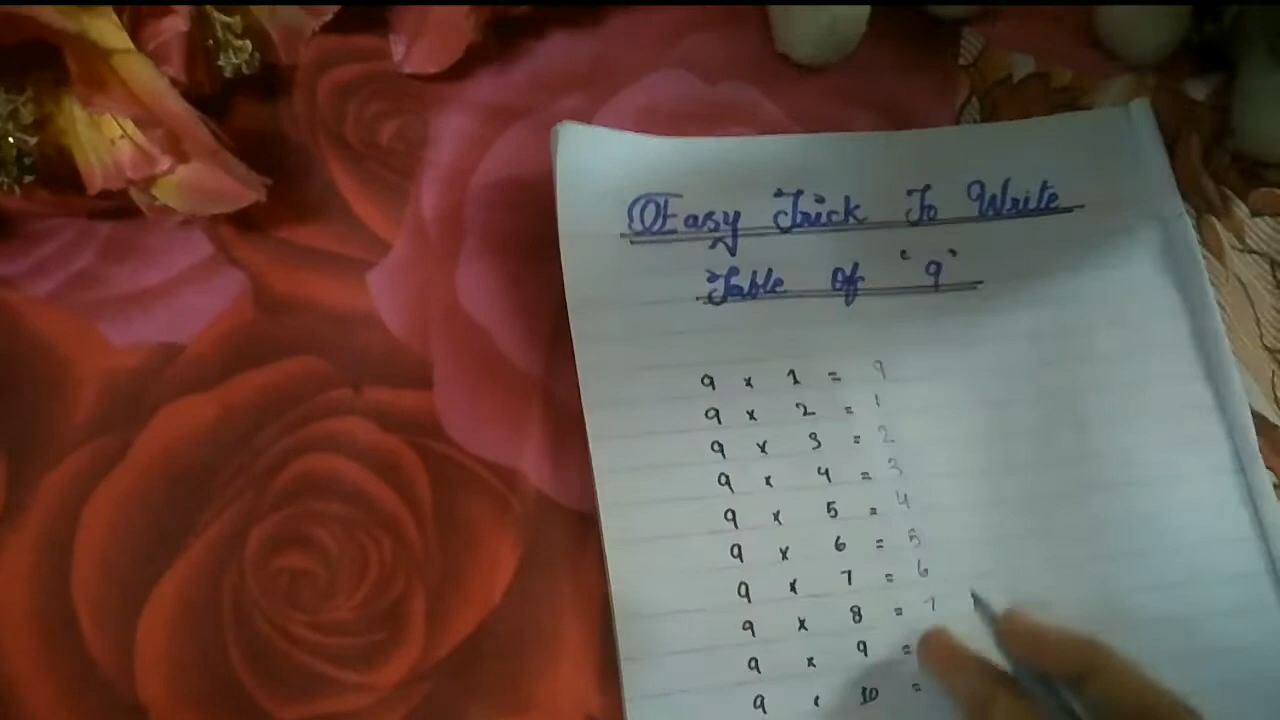 Easy Trick To Write
Table Of '9'
9 x 1 = 9
9 x 2 = 1
9 x 3 = 2
9 x 4 = 3
9 x 5 = 4
9 x 6 = 5
9 x 7 = 6
9 x 8 = 7
9 x 9 =
9 x 10 =